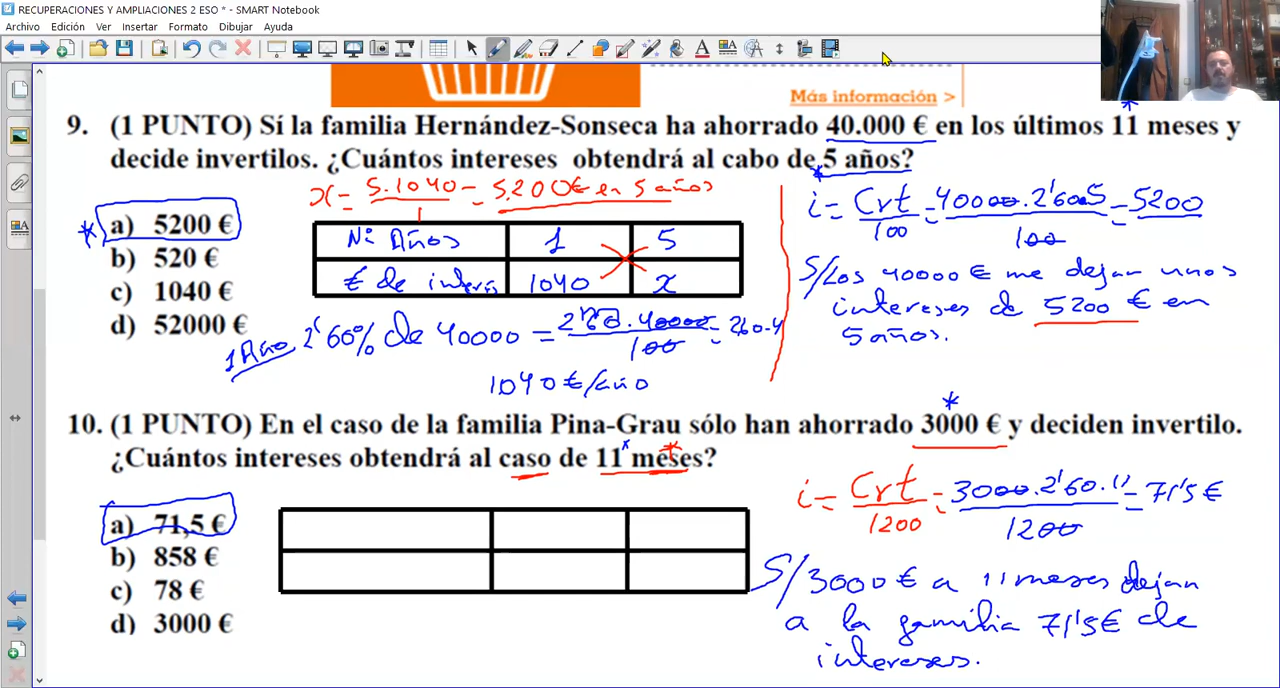 RECUPERACIONES Y AMPLIACIONES 2 ESO * - SMART Notebook
Archivo Edición Ver Insertar Formato Dibujar Ayuda
Más información >
9. (1 PUNTO) Sí la familia Hernández-Sonseca ha ahorrado 40.000 € en los últimos 11 meses y
decide invertilos. ¿Cuántos intereses obtendrá al cabo de 5 años?
x = 5.1040 = 5.200€ en 5 años
1
a) 5200 €
b) 520 €
c) 1040 €
d) 52000 €
Nº Años 1 5
€ de interés 1040 x
1 Año 2'60% de 40000 = 2'60.40000 = 260.4
100
1040 €/año
i = Crt = 40000.2'60.5 = 5200
100 100
S/Los 40000 € me dejan unos
intereses de 5200 € en
5 años.
10. (1 PUNTO) En el caso de la familia Pina-Grau sólo han ahorrado 3000 € y deciden invertilo.
¿Cuántos intereses obtendrá al caso de 11 meses?
a) 71,5 €
b) 858 €
c) 78 €
d) 3000 €
i = Crt = 3000.2'60.11 = 71'5 €
1200 1200
S/3000 € a 11 meses dejan
a la familia 71'5 € de
intereses.